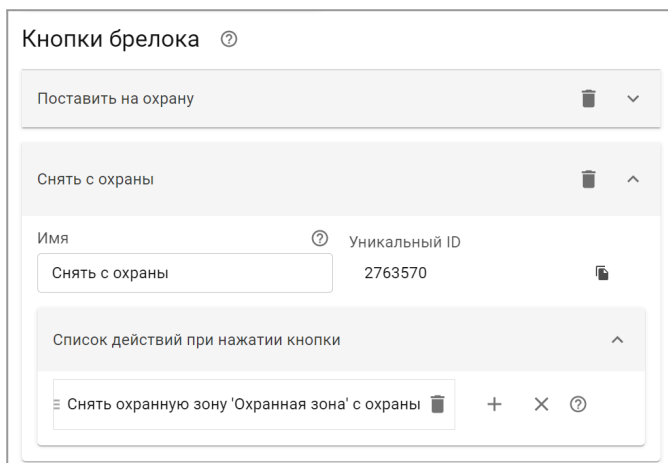 Кнопки брелока
Поставить на охрану
Снять с охраны
Имя Уникальный ID
Снять с охраны 2763570
Список действий при нажатии кнопки
Снять охранную зону 'Охранная зона' с охраны